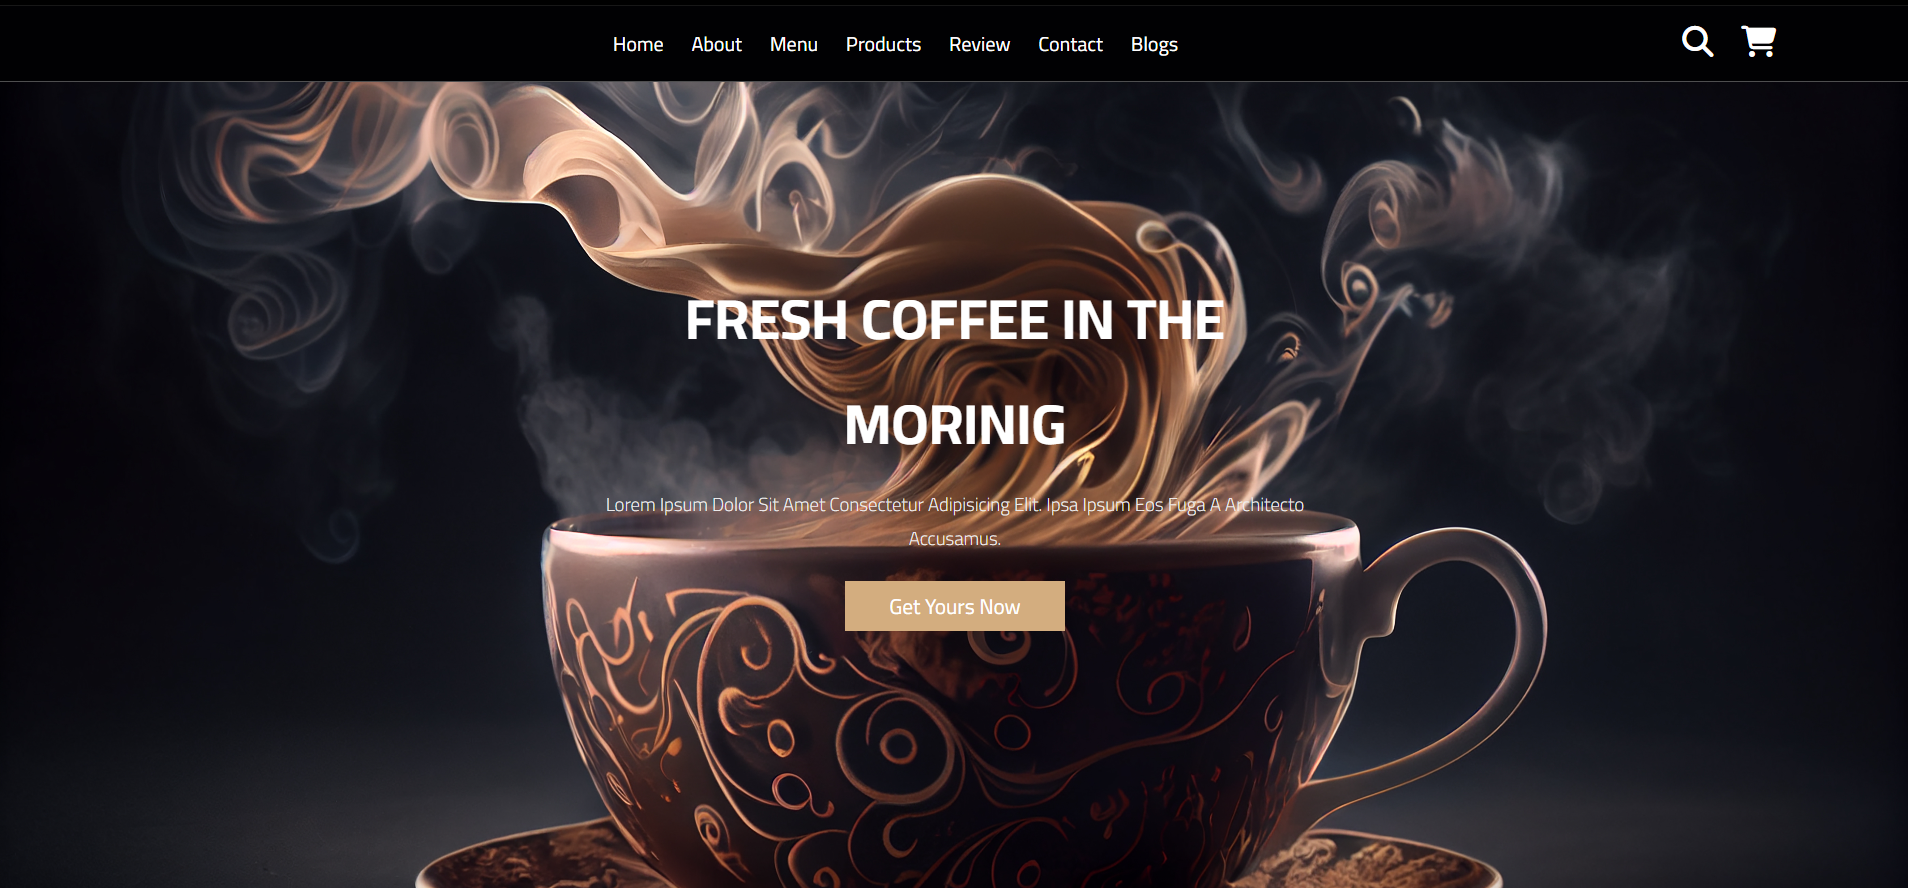 Home About Menu Products Review Contact Blogs
FRESH COFFEE IN THE
MORINIG
Lorem Ipsum Dolor Sit Amet Consectetur Adipisicing Elit. Ipsa Ipsum Eos Fuga A Architecto
Accusamus.
Get Yours Now